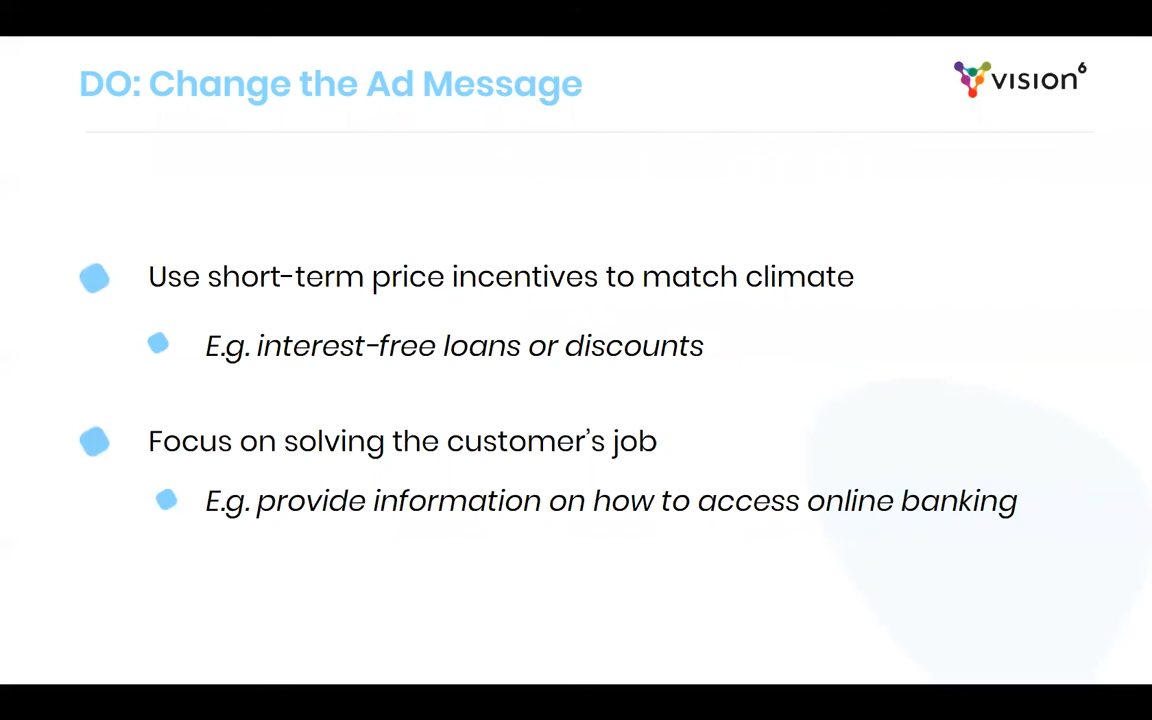 DO: Change the Ad Message
vision6
Use short-term price incentives to match climate
E.g. interest-free loans or discounts
Focus on solving the customer's job
E.g. provide information on how to access online banking